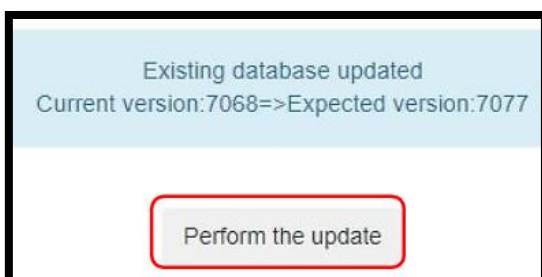 Existing database updated
Current version:7068=>Expected version:7077
Perform the update